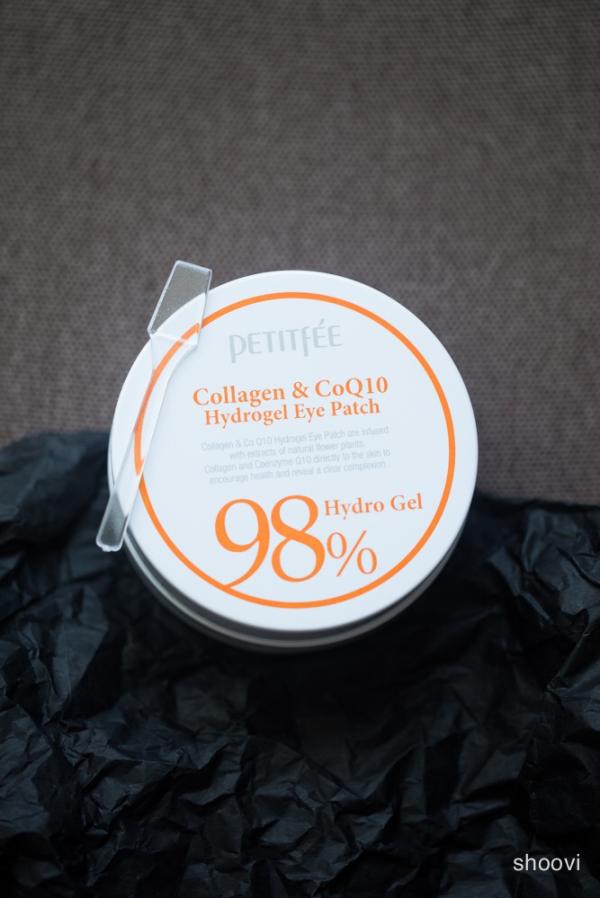 PETITFÉE
Collagen & CoQ10
Hydrogel Eye Patch
Collagen & Co Q10 Hydrogel Eye Patch are infused
with extracts of natural flower plants.
Collagen and Coenzyme Q10 directly to the skin to
encourage health and reveal a clear complexion.
98%
Hydro Gel
shoovi